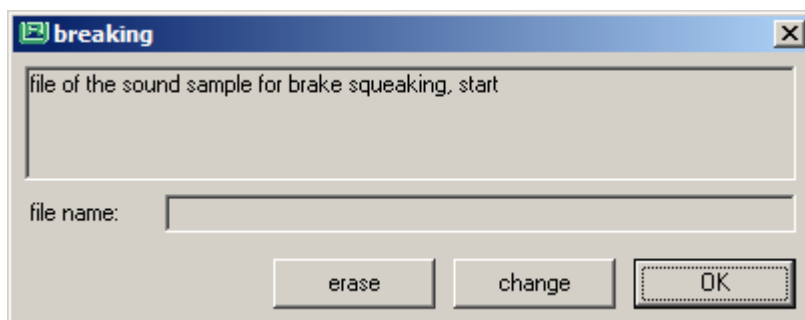 breaking
file of the sound sample for brake squeaking, start
file name:
erase change OK